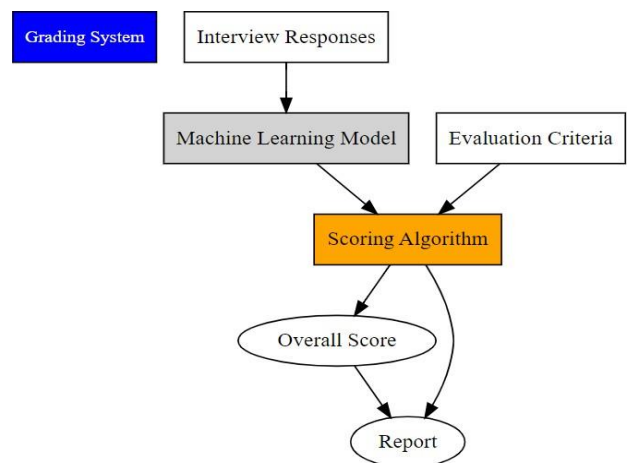 Grading System
Interview Responses
Machine Learning Model
Evaluation Criteria
Scoring Algorithm
Overall Score
Report